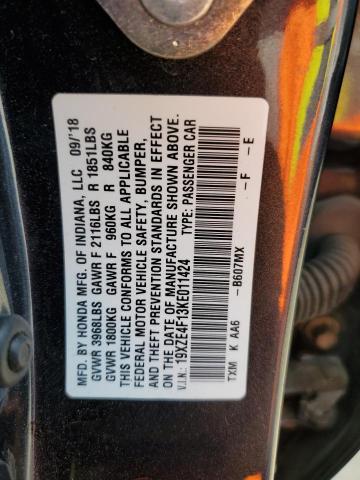 MFD. BY HONDA MFG. OF INDIANA, LLC 09/'18
GVWR 3968LBS GAWR F 2116LBS R 1851LBS
GVWR 1800KG GAWR F 960KG R 840KG
THIS VEHICLE CONFORMS TO ALL APPLICABLE
FEDERAL MOTOR VEHICLE SAFETY, BUMPER,
AND THEFT PREVENTION STANDARDS IN EFFECT
ON THE DATE OF MANUFACTURE SHOWN ABOVE.
V.I.N.: 19XZE4F13KE011424 TYPE: PASSENGER CAR
-B607MX -F -E
TXM K AA6